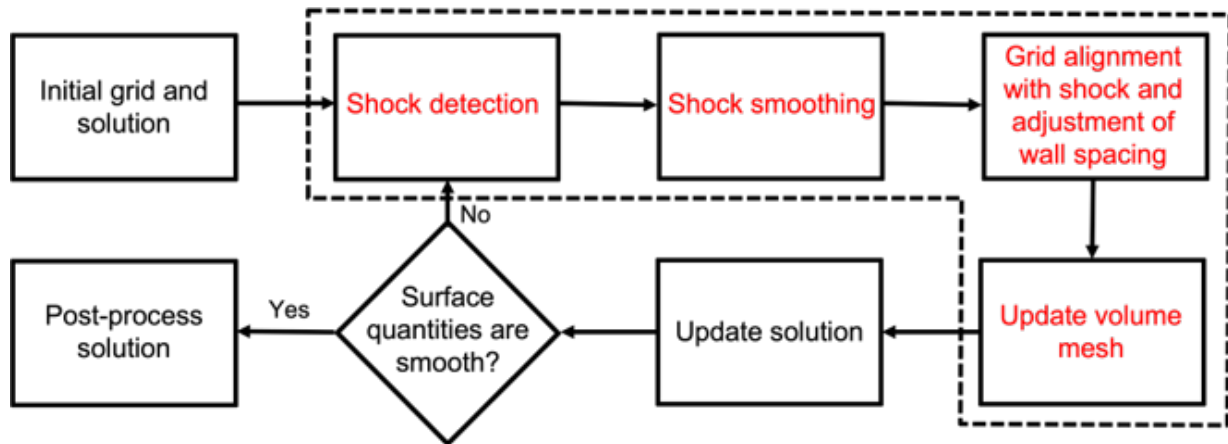 Initial grid and
solution
Shock detection
Shock smoothing
Grid alignment
with shock and
adjustment of
wall spacing
Update volume
mesh
Update solution
Surface
quantities are
smooth?
No
Yes
Post-process
solution